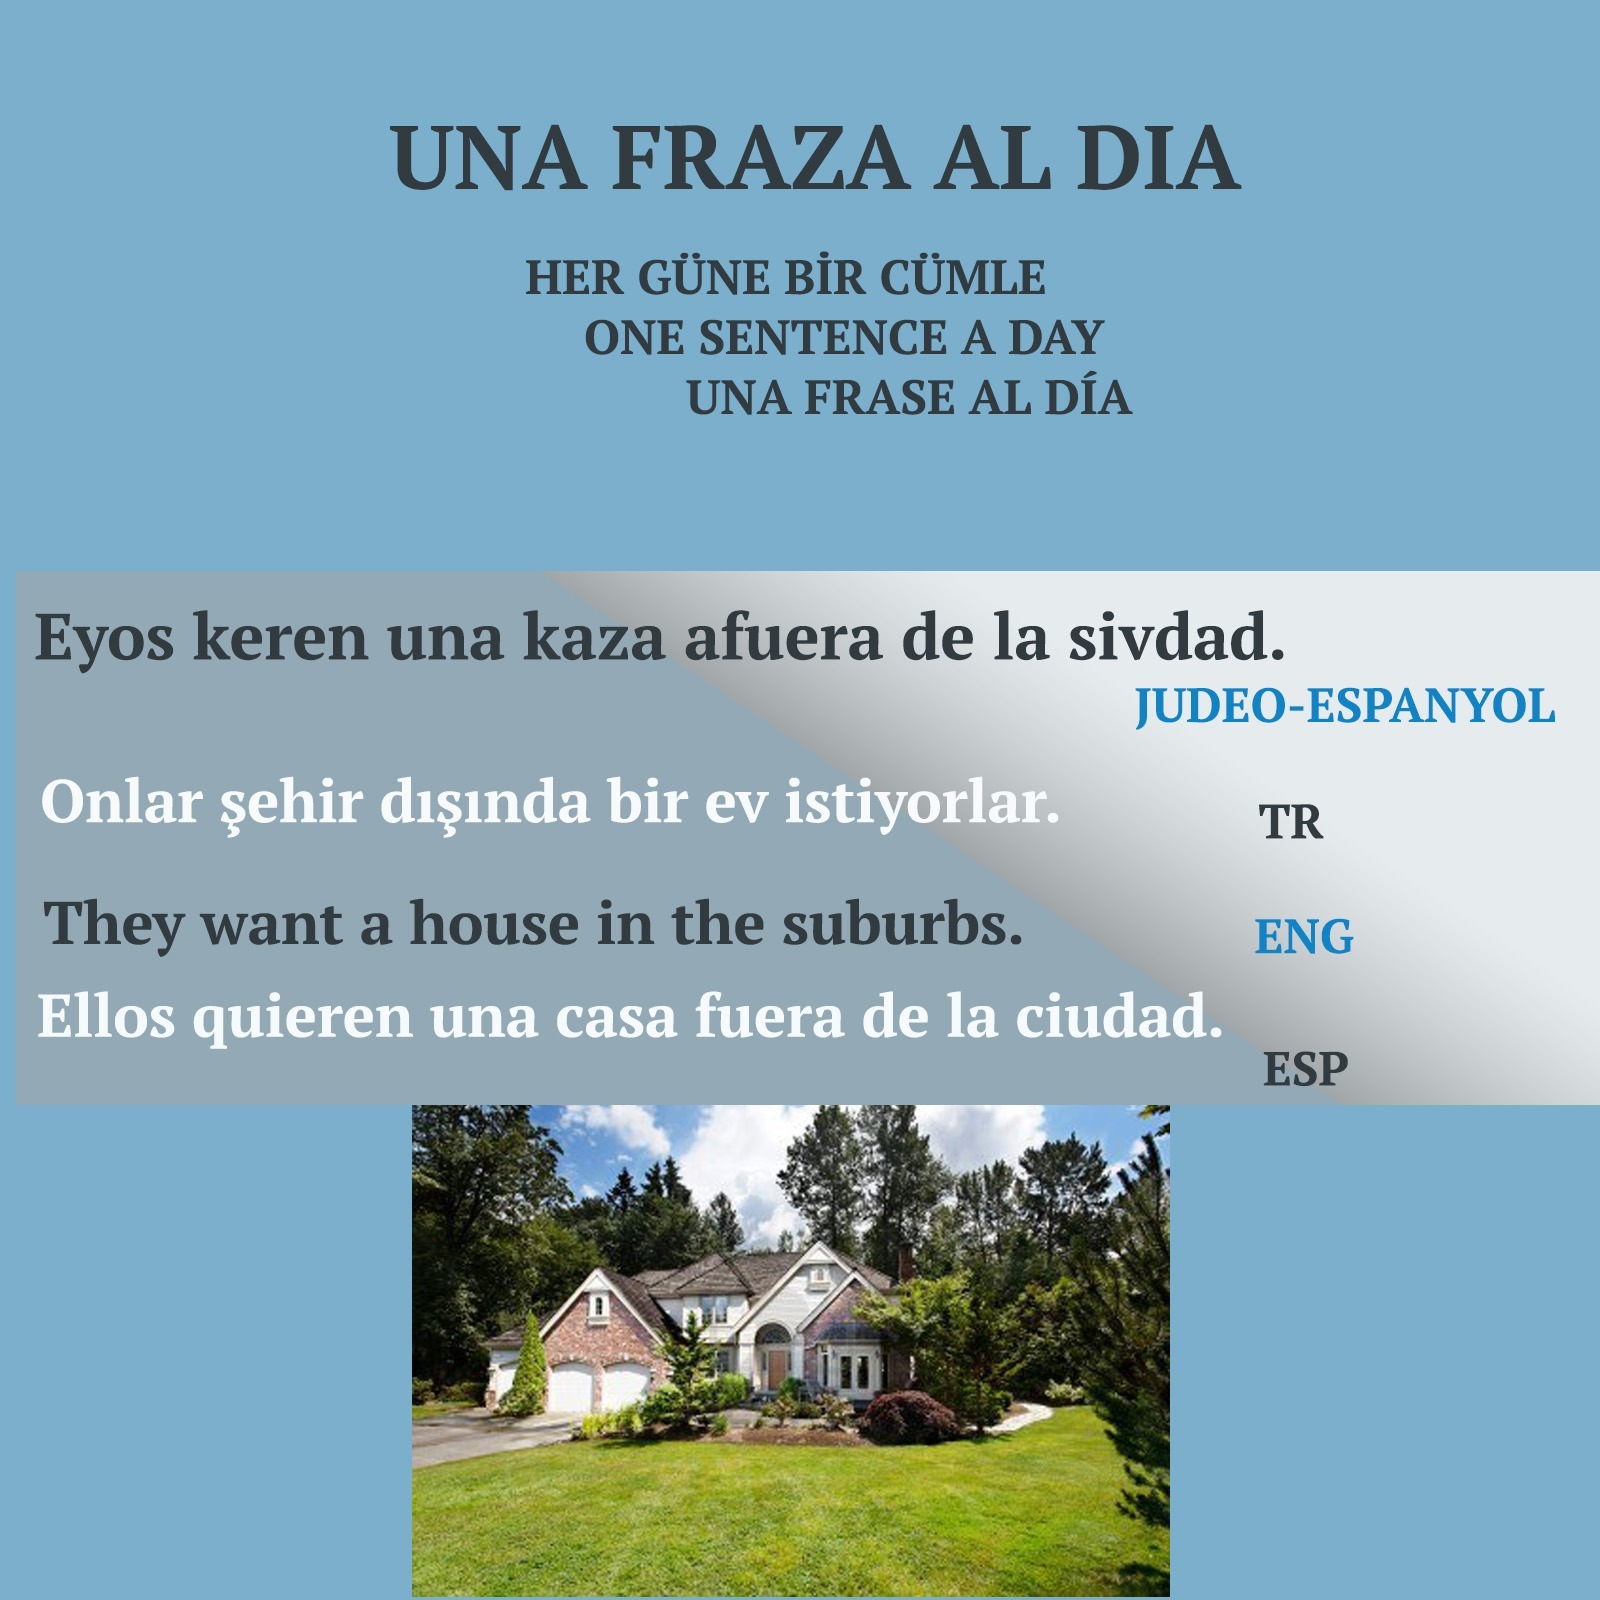 UNA FRAZA AL DIA
HER GÜNE BİR CÜMLE
ONE SENTENCE A DAY
UNA FRASE AL DÍA
Eyos keren una kaza afuera de la sivdad.
JUDEO-ESPANYOL
Onlar şehir dışında bir ev istiyorlar.
TR
They want a house in the suburbs.
ENG
Ellos quieren una casa fuera de la ciudad.
ESP